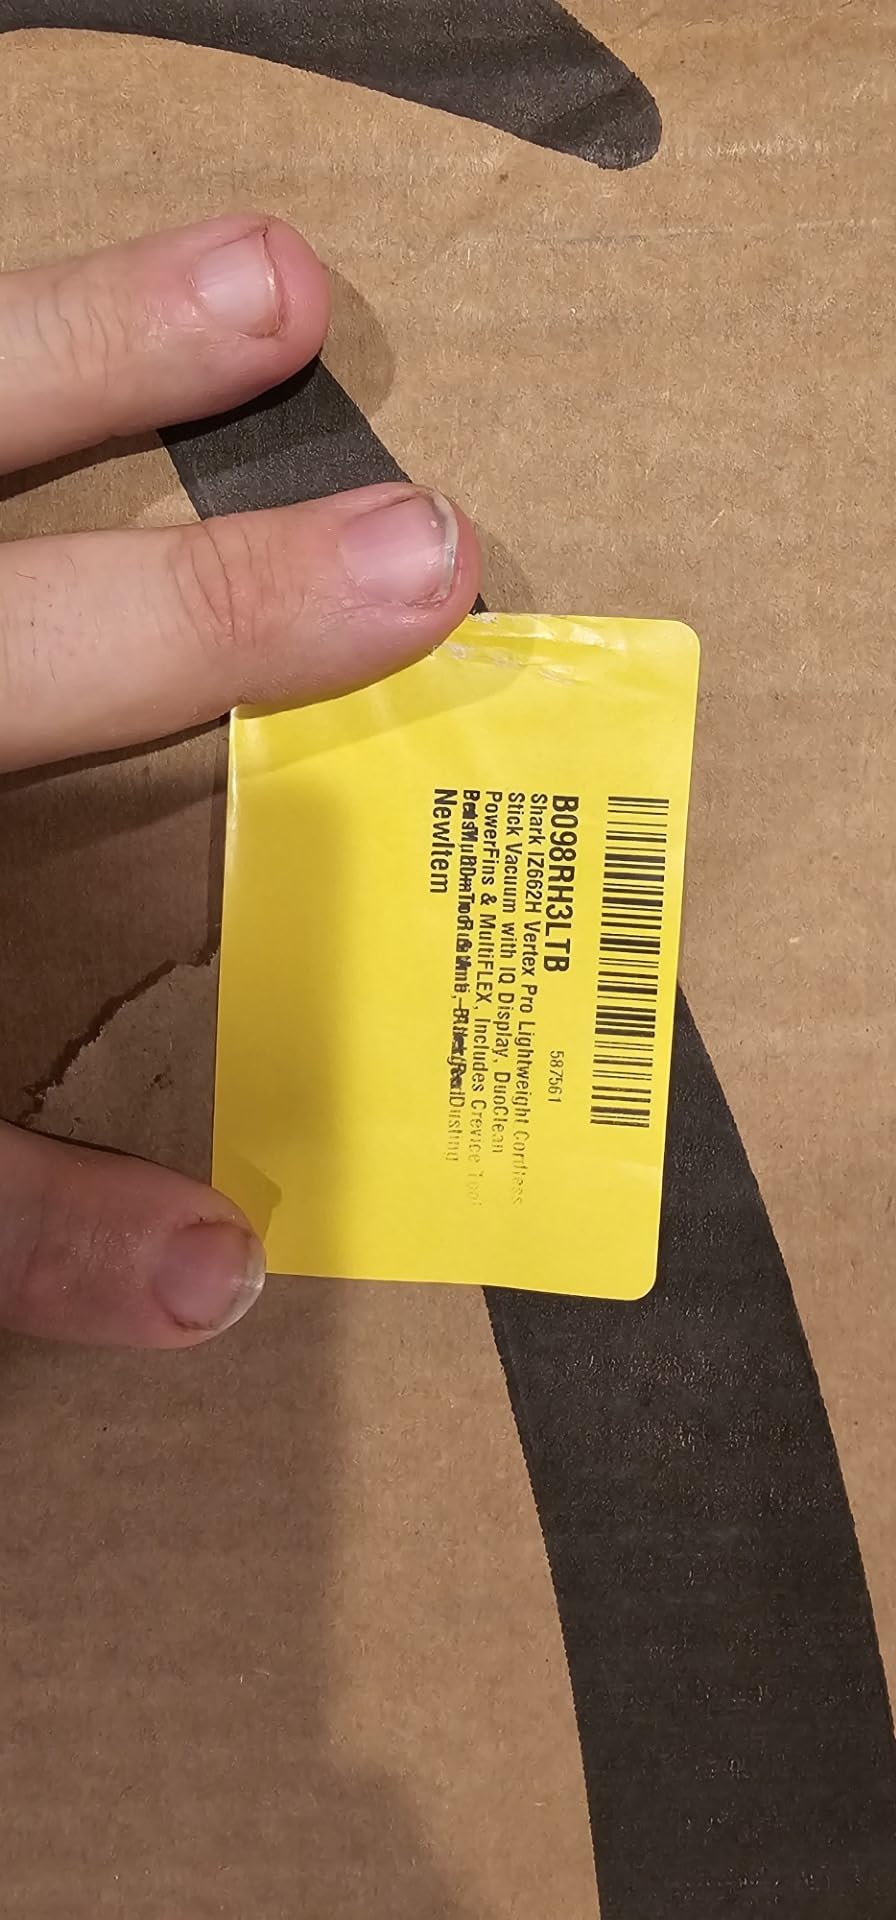 B098RH3LTB 587561
Shark IZ662H Vertex Pro Lightweight Cordless
Stick Vacuum with IQ Display, DuoClean
PowerFins & MultiFLEX, Includes Crevice Tool
Dusting
NewItem